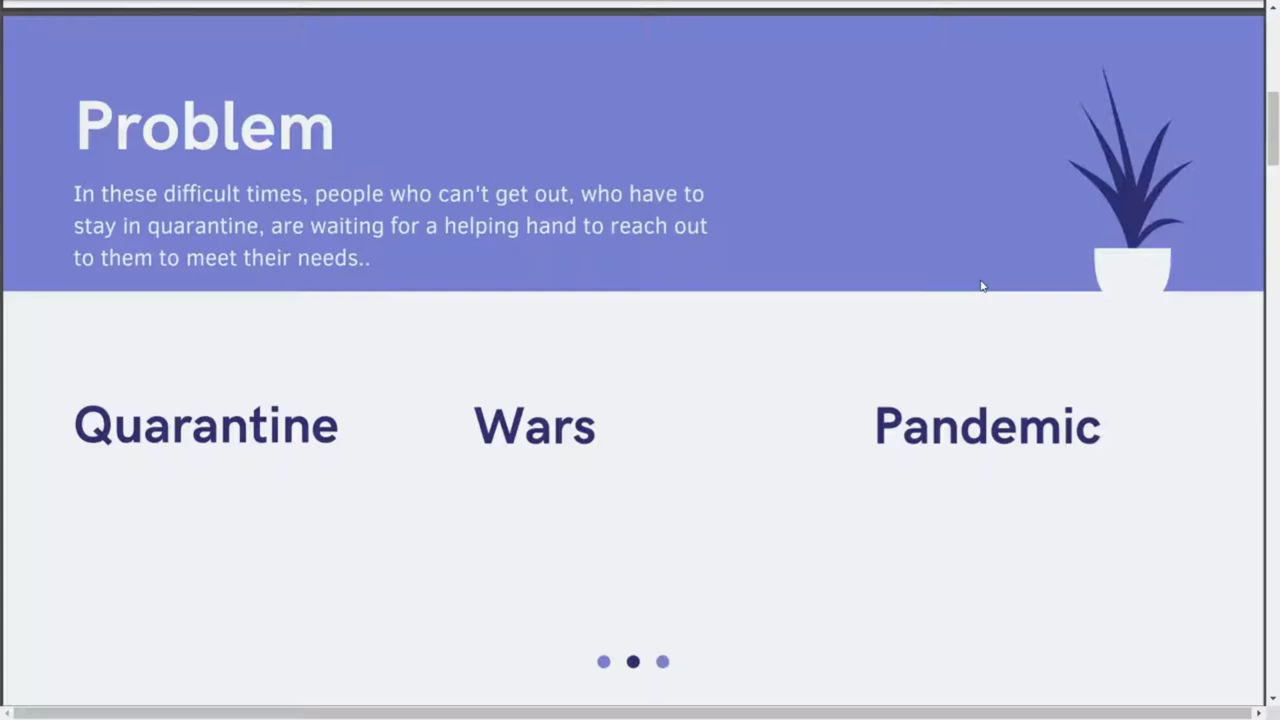 Problem
In these difficult times, people who can't get out, who have to
stay in quarantine, are waiting for a helping hand to reach out
to them to meet their needs..
Quarantine
Wars
Pandemic